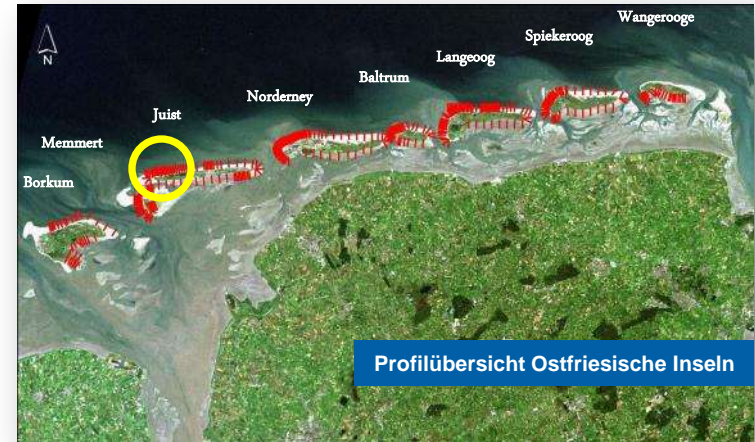 Wangerooge
Spiekeroog
Langeoog
Baltrum
Norderney
Juist
Memmert
Borkum
N
Profilübersicht Ostfriesische Inseln